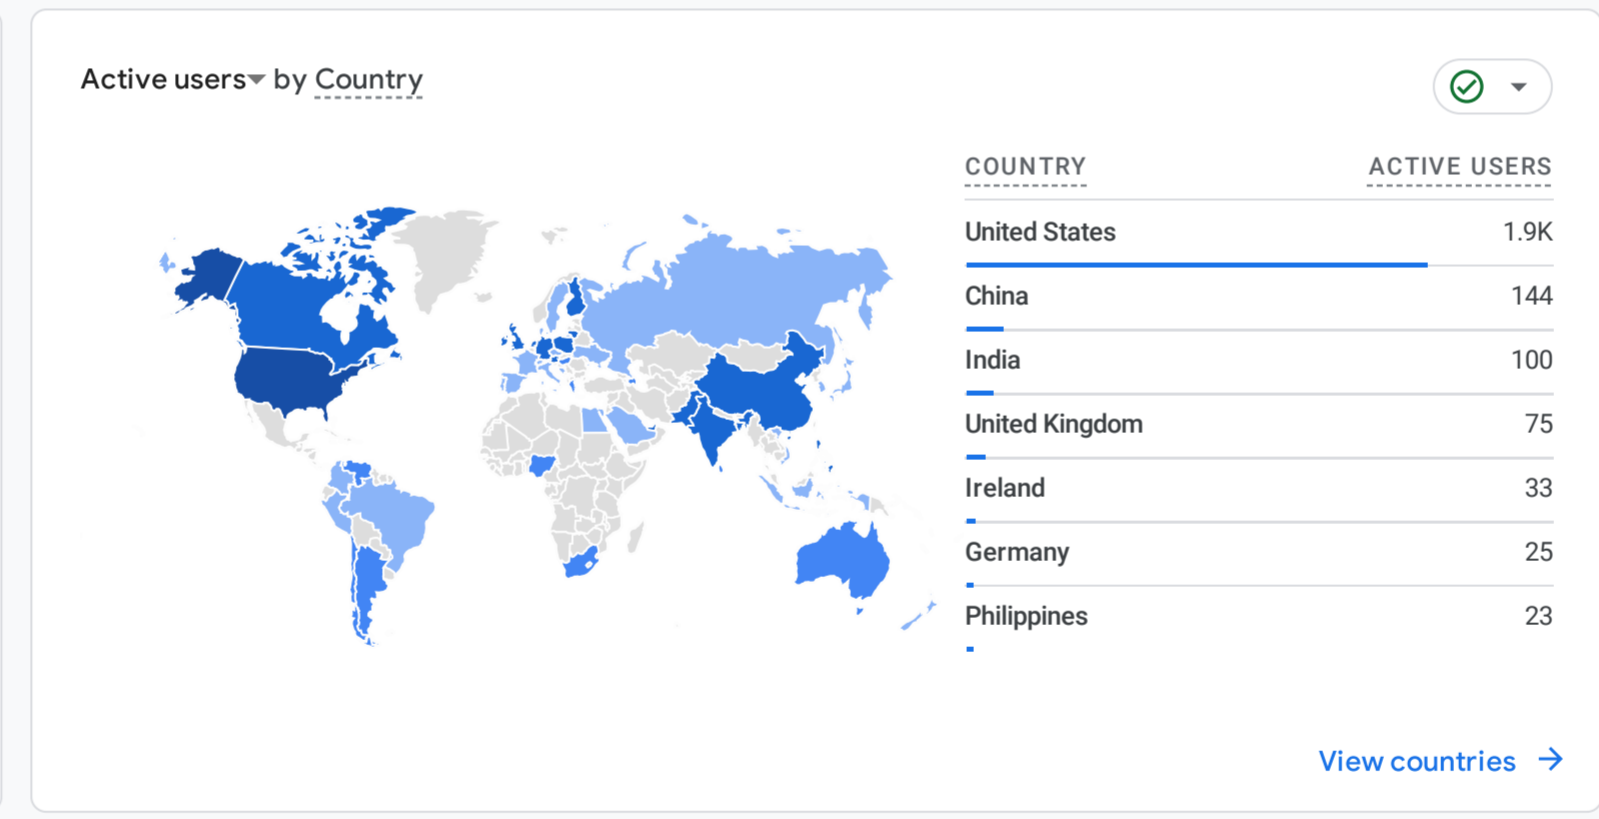 Active users by Country
COUNTRY ACTIVE USERS
United States 1.9K
China 144
India 100
United Kingdom 75
Ireland 33
Germany 25
Philippines 23
View countries